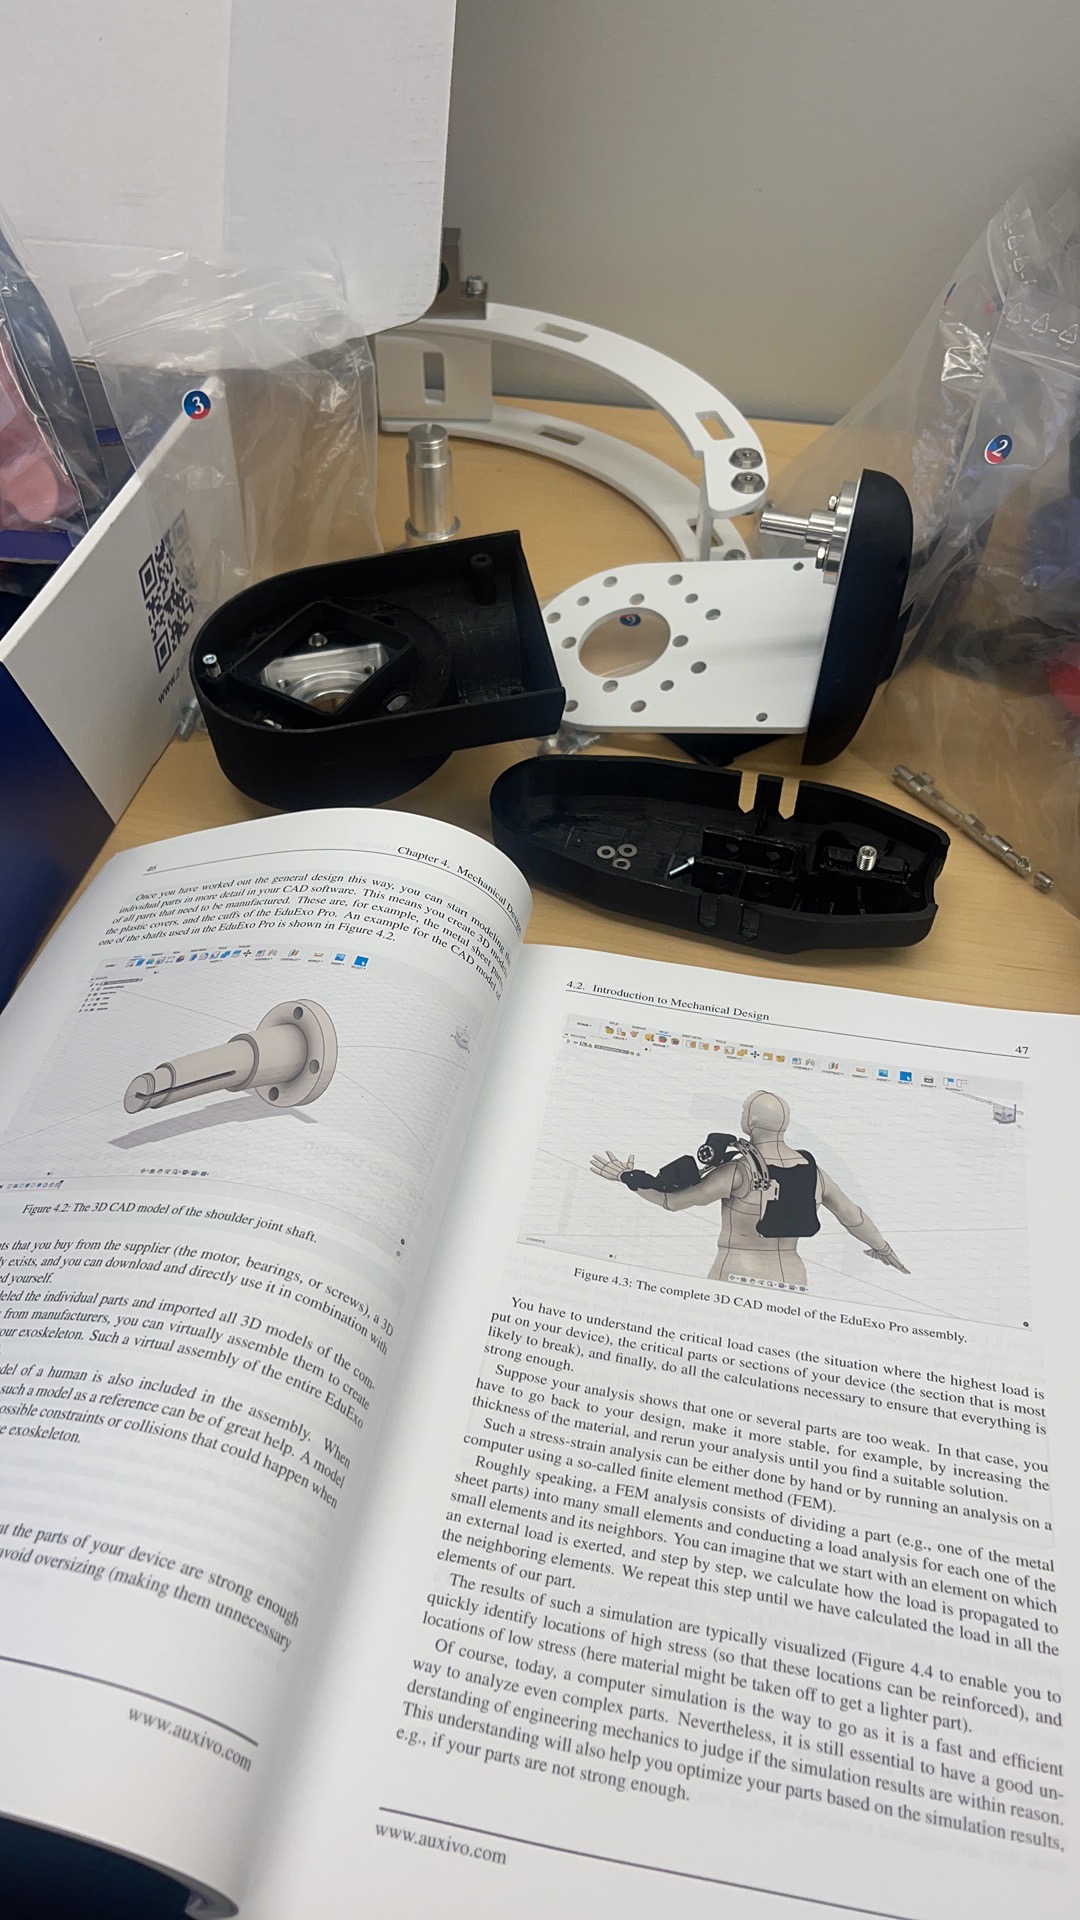 3
2
www.
46
Chapter 4. Mechanical
Once you have worked out the general design this way, you can start modeling the
individual parts in more detail in your CAD software. This means you create 3D models
of all parts that need to be manufactured. These are, for example, the metal sheet parts,
the plastic covers, and the cuffs of the EduExo Pro. An example for the CAD model of
one of the shafts used in the EduExo Pro is shown in Figure 4.2.
Figure 4.2: The 3D CAD model of the shoulder joint shaft.
that you buy from the supplier (the motor, bearings, or screws), a 3D
exists, and you can download and directly use it in combination with
yourself.
the individual parts and imported all 3D models of the com-
from manufacturers, you can virtually assemble them to create
exoskeleton. Such a virtual assembly of the entire EduExo
of a human is also included in the assembly. When
such a model as a reference can be of great help. A model
constraints or collisions that could happen when
exoskeleton.
the parts of your device are strong enough
avoid oversizing (making them unnecessary
www.auxivo.com
4.2. Introduction to Mechanical Design
47
Figure 4.3: The complete 3D CAD model of the EduExo Pro assembly.
You have to understand the critical load cases (the situation where the highest load is
put on your device), the critical parts or sections of your device (the section that is most
likely to break), and finally, do all the calculations necessary to ensure that everything is
strong enough.
Suppose your analysis shows that one or several parts are too weak. In that case, you
have to go back to your design, make it more stable, for example, by increasing the
thickness of the material, and rerun your analysis until you find a suitable solution.
Such a stress-strain analysis can be either done by hand or by running an analysis on a
computer using a so-called finite element method (FEM).
Roughly speaking, a FEM analysis consists of dividing a part (e.g., one of the metal
sheet parts) into many small elements and conducting a load analysis for each one of the
small elements and its neighbors. You can imagine that we start with an element on which
an external load is exerted, and step by step, we calculate how the load is propagated to
the neighboring elements. We repeat this step until we have calculated the load in all the
elements of our part.
The results of such a simulation are typically visualized (Figure 4.4 to enable you to
quickly identify locations of high stress (so that these locations can be reinforced), and
locations of low stress (here material might be taken off to get a lighter part).
Of course, today, a computer simulation is the way to go as it is a fast and efficient
way to analyze even complex parts. Nevertheless, it is still essential to have a good un-
derstanding of engineering mechanics to judge if the simulation results are within reason.
This understanding will also help you optimize your parts based on the simulation results,
e.g., if your parts are not strong enough.
www.auxivo.com